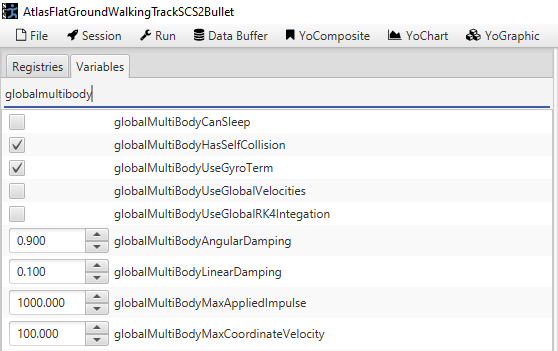 AtlasFlatGroundWalkingTrackSCS2Bullet
File Session Run Data Buffer YoComposite YoChart YoGraphic
Registries Variables
globalmultibody
globalMultiBodyCanSleep
globalMultiBodyHasSelfCollision
globalMultiBodyUseGyroTerm
globalMultiBodyUseGlobalVelocities
globalMultiBodyUseGlobalRK4Integation
0.900 globalMultiBodyAngularDamping
0.100 globalMultiBodyLinearDamping
1000.000 globalMultiBodyMaxAppliedImpulse
100.000 globalMultiBodyMaxCoordinateVelocity